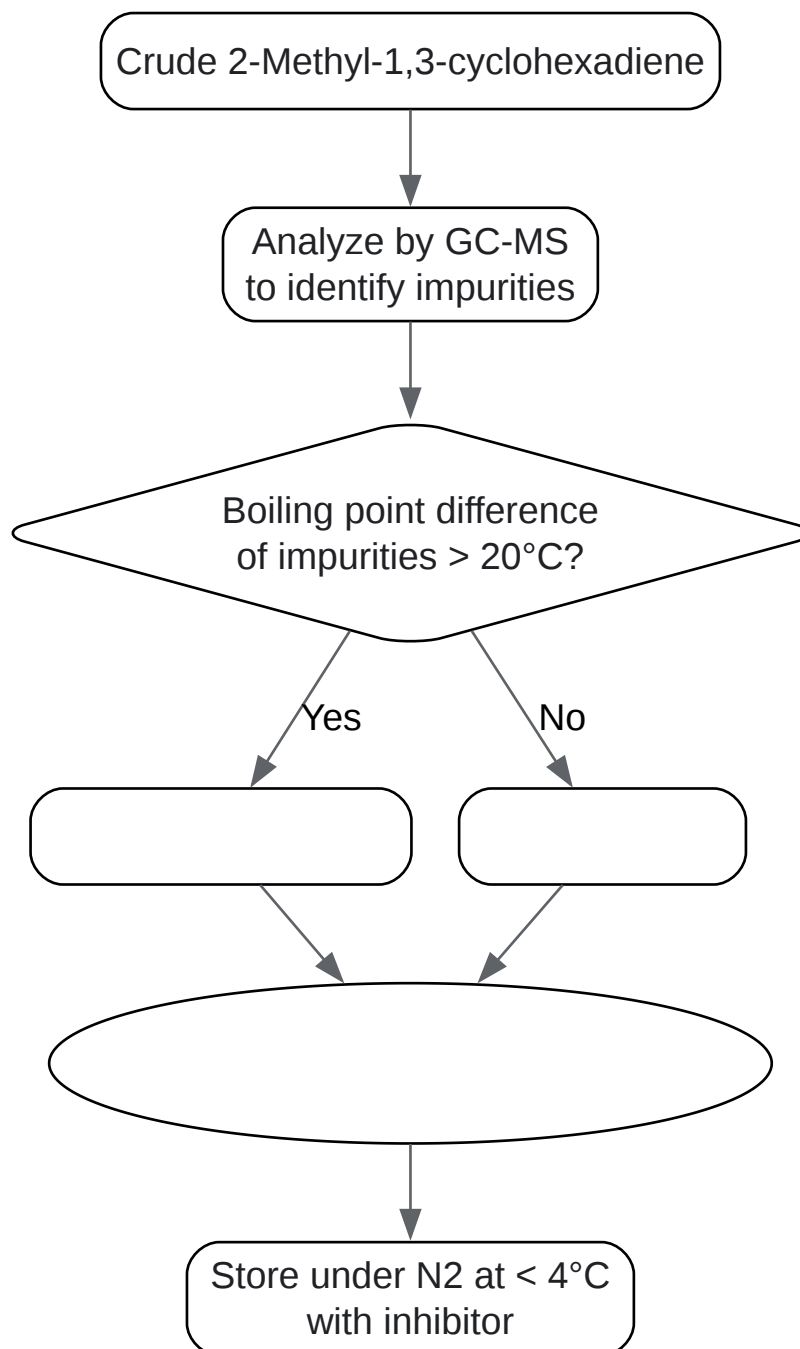 Crude 2-Methyl-1,3-cyclohexadiene
Analyze by GC-MS
to identify impurities
Boiling point difference
of impurities > 20°C?
Yes
No
Store under N2 at < 4°C
with inhibitor